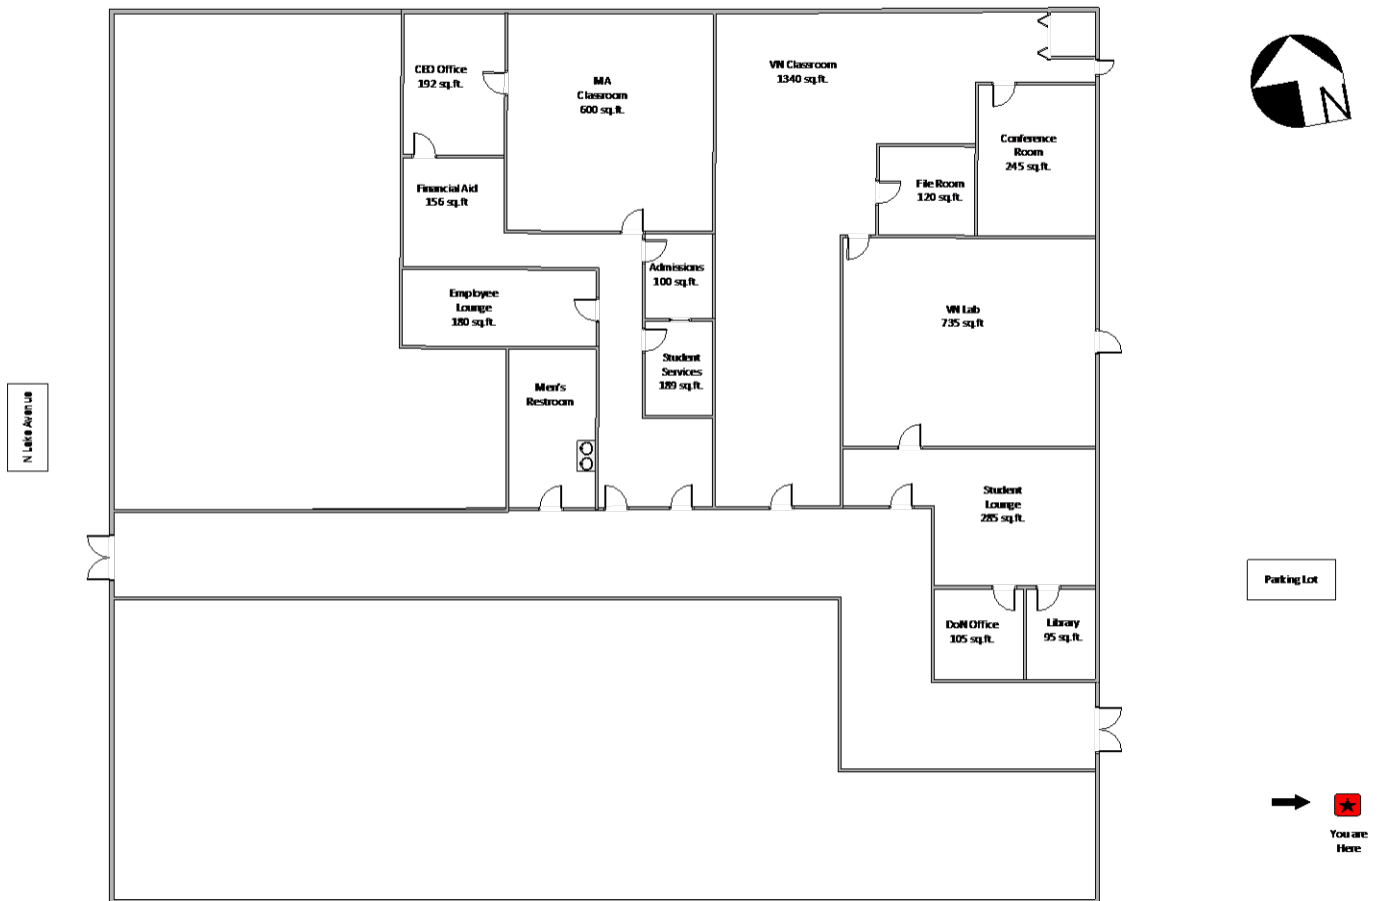 CEO Office
192 sq.ft.
MA
Classroom
600 sq.ft.
VN Classroom
1340 sq.ft.
N
Conference
Room
245 sq.ft.
File Room
120 sq.ft.
Financial Aid
156 sq.ft
Admissions
100 sq.ft.
Employee
Lounge
180 sq.ft.
VN Lab
735 sq.ft
Student
Services
189 sq.ft.
Men's
Restroom
N Lake Avenue
Student
Lounge
285 sq.ft.
Parking Lot
DoN Office
105 sq.ft.
Library
95 sq.ft.
You are
Here